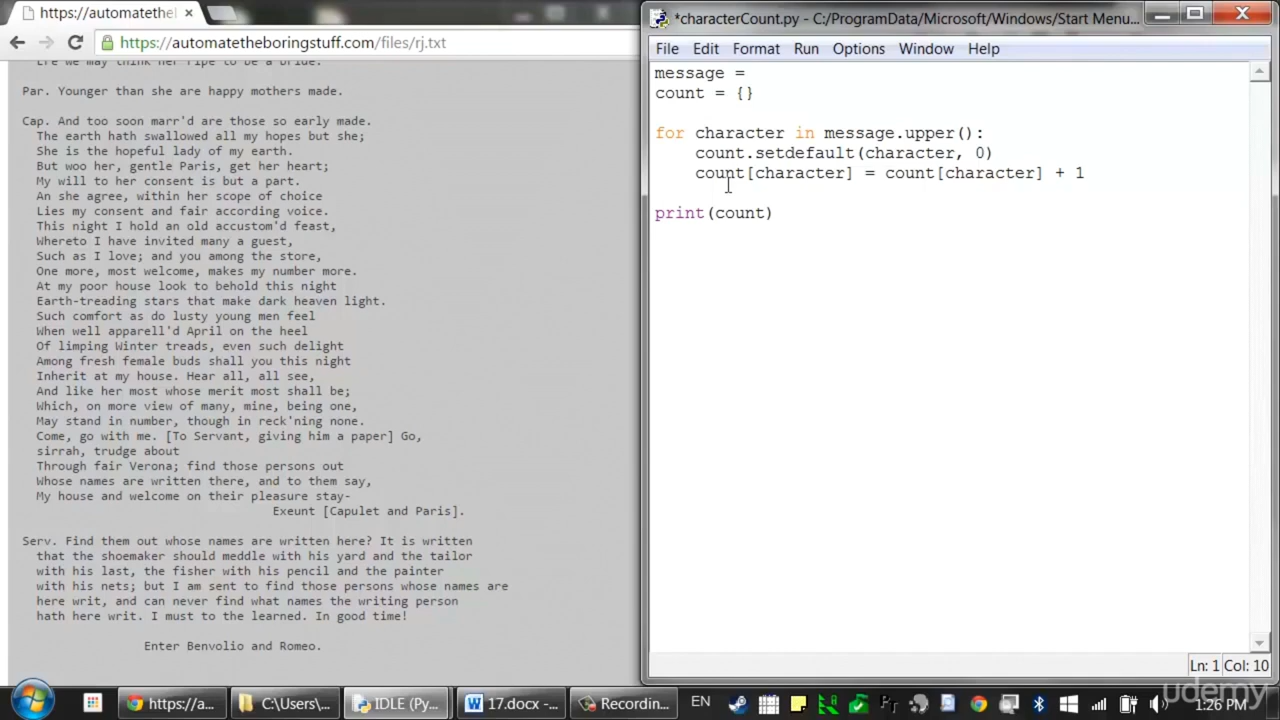 https://automatethel
*characterCount.py - C:/ProgramData/Microsoft/Windows/Start Menu...
https://automatetheboringstuff.com/files/rj.txt
File Edit Format Run Options Window Help
Ere we may think her ripe to be a bride.
Par. Younger than she are happy mothers made.
Cap. And too soon marr'd are those so early made.
The earth hath swallowed all my hopes but she;
She is the hopeful lady of my earth.
But woo her, gentle Paris, get her heart;
My will to her consent is but a part.
An she agree, within her scope of choice
Lies my consent and fair according voice.
This night I hold an old accustom'd feast,
Whereto I have invited many a guest,
Such as I love; and you among the store,
One more, most welcome, makes my number more.
At my poor house look to behold this night
Earth-treading stars that make dark heaven light.
Such comfort as do lusty young men feel
When well apparell'd April on the heel
Of limping Winter treads, even such delight
Among fresh female buds shall you this night
Inherit at my house. Hear all, all see,
And like her most whose merit most shall be;
Which, on more view of many, mine, being one,
May stand in number, though in reck'ning none.
Come, go with me. [To Servant, giving him a paper] Go,
sirrah, trudge about
Through fair Verona; find those persons out
Whose names are written there, and to them say,
My house and welcome on their pleasure stay-
Exeunt [Capulet and Paris].
Serv. Find them out whose names are written here? It is written
that the shoemaker should meddle with his yard and the tailor
with his last, the fisher with his pencil and the painter
with his nets; but I am sent to find those persons whose names are
here writ, and can never find what names the writing person
hath here writ. I must to the learned. In good time!
Enter Benvolio and Romeo.
message =
count = {}
for character in message.upper():
count.setdefault(character, 0)
count[character] = count[character] + 1
print(count)
Ln: 1 Col: 10
https://a...
C:\Users\...
IDLE (Py...
17.docx -...
Recordin...
EN
1:26 PM
udemy